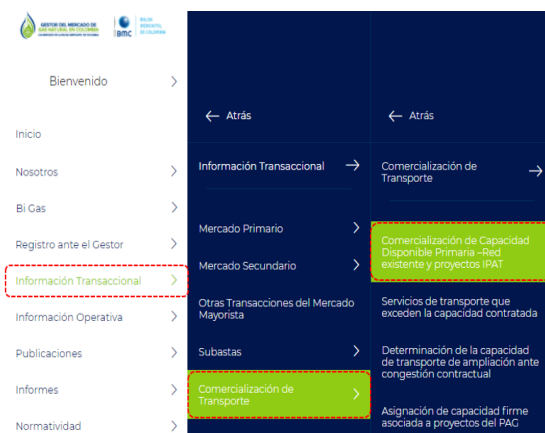 GESTOR DEL MERCADO DE
GAS NATURAL EN COLOMBIA
Bmc
BOLSA
MERCANTIL
DE COLOMBIA
Bienvenido
Inicio
Nosotros
Bi Gas
Registro ante el Gestor
Información Transaccional
Información Operativa
Publicaciones
Informes
Normatividad
Atrás
Información Transaccional
Mercado Primario
Mercado Secundario
Otras Transacciones del Mercado
Mayorista
Subastas
Comercialización de
Transporte
Atrás
Comercialización de
Transporte
Comercialización de Capacidad
Disponible Primaria –Red
existente y proyectos IPAT
Servicios de transporte que
exceden la capacidad contratada
Determinación de la capacidad
de transporte de ampliación ante
congestión contractual
Asignación de capacidad firme
asociada a proyectos del PAG